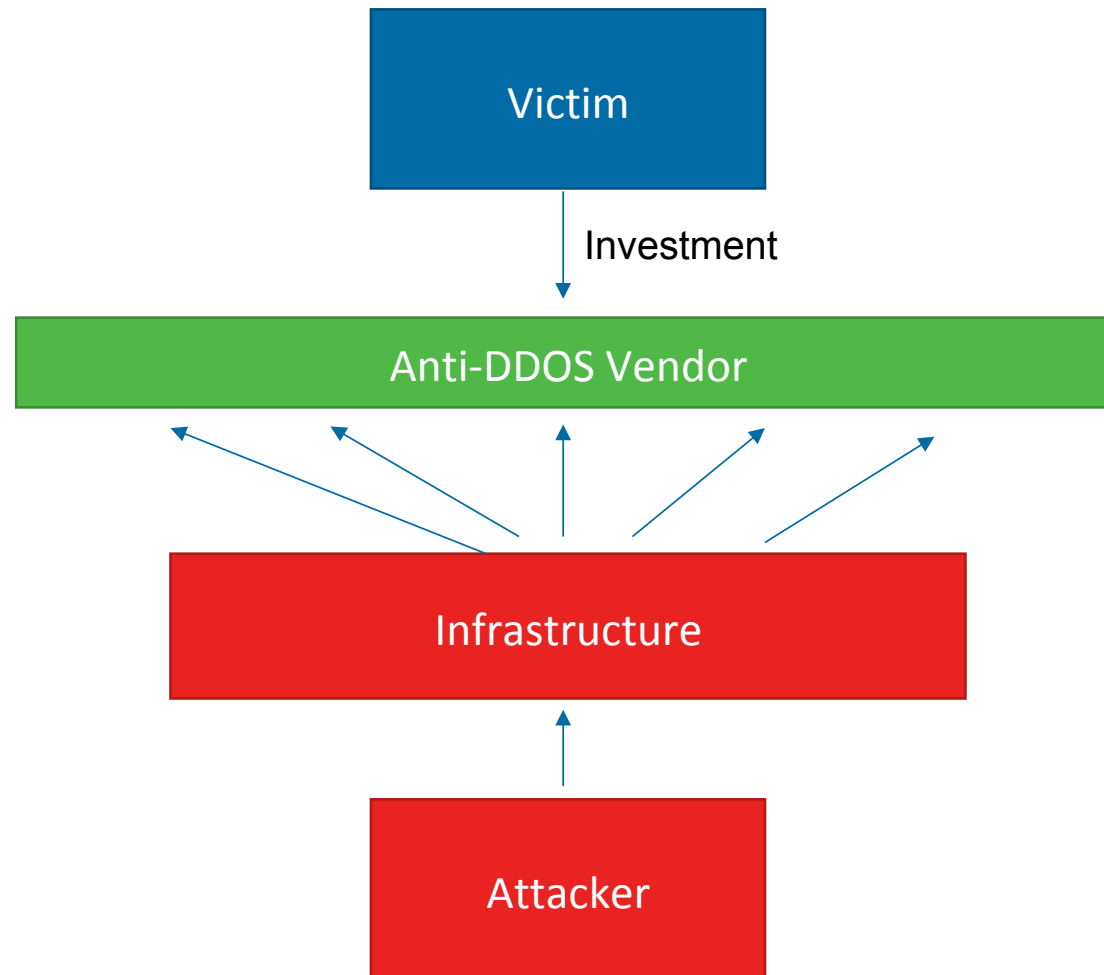 Victim
Investment
Anti-DDOS Vendor
Infrastructure
Attacker